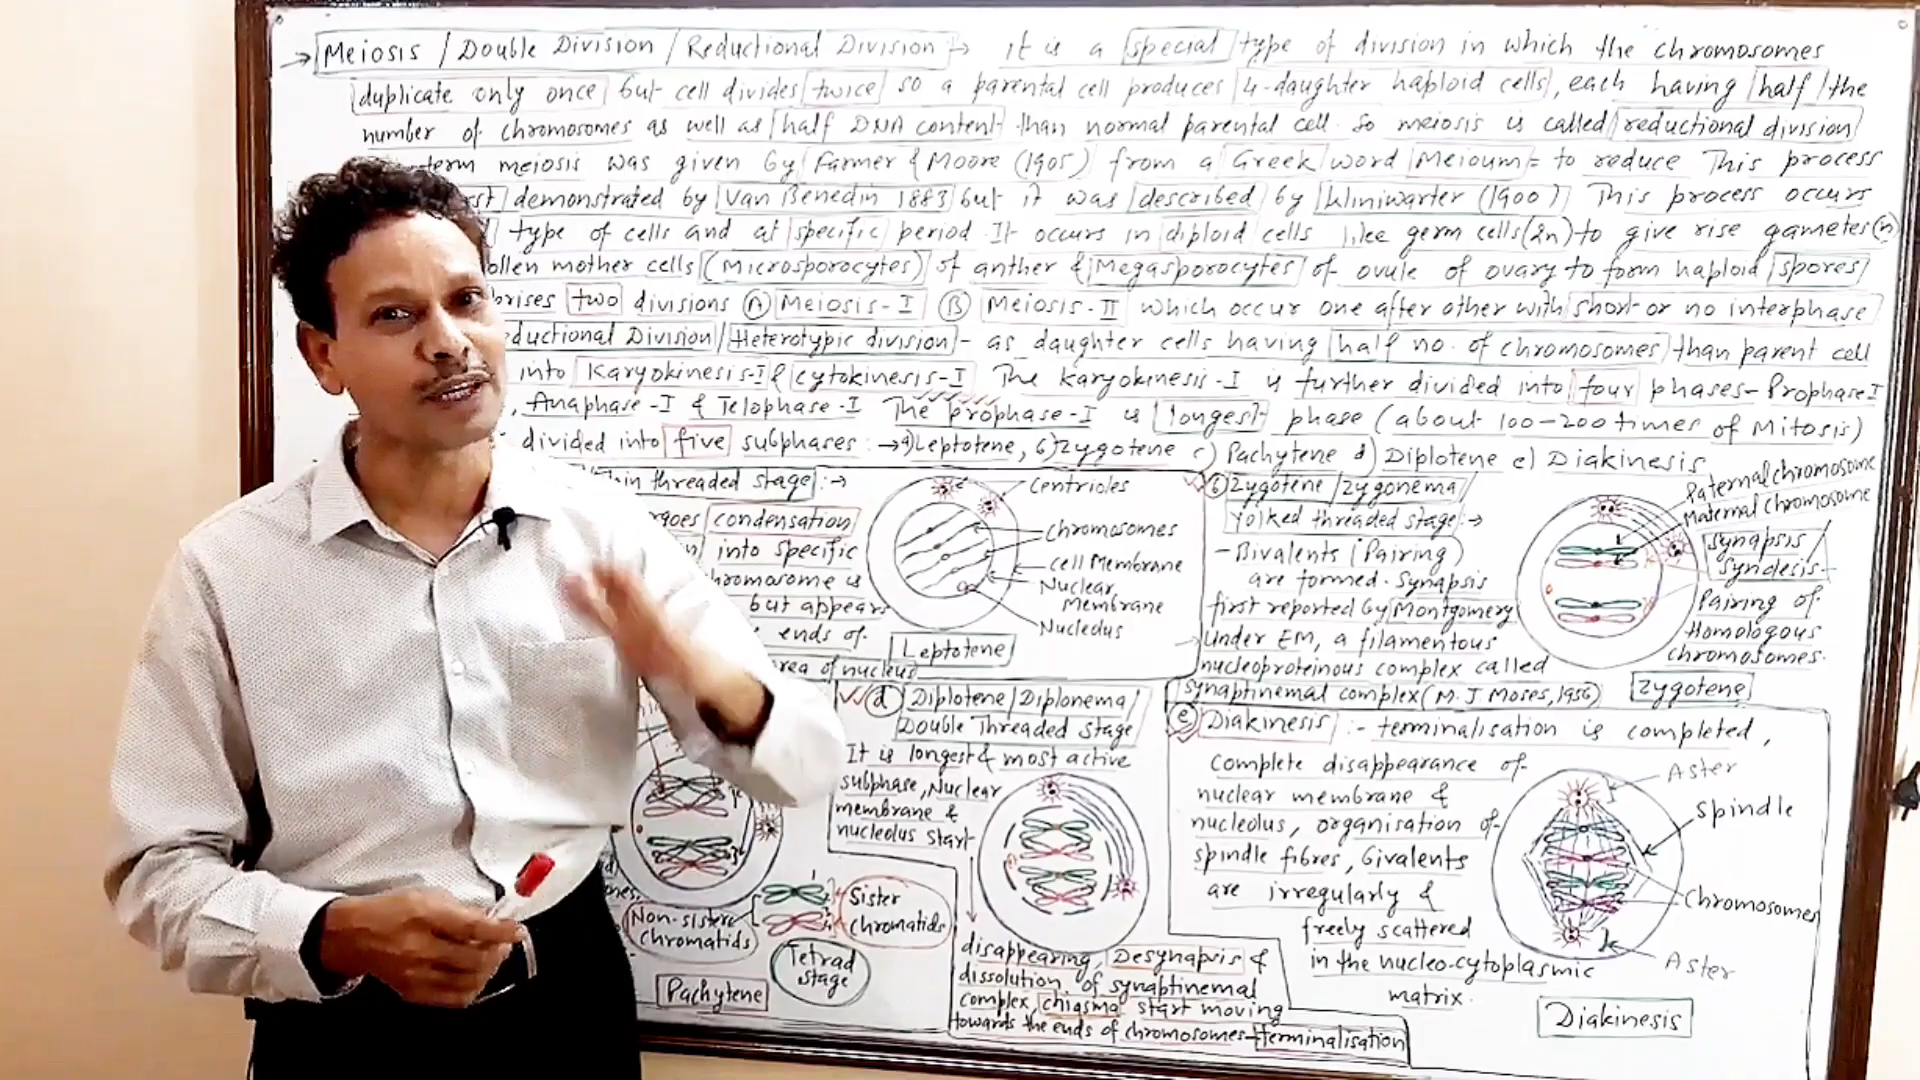 → Meiosis / Double Division / Reductional Division → it is a special type of division in which the chromosomes
duplicate only once but cell divides twice so a parental cell produces 4-daughter haploid cells, each having half the
number of chromosomes as well as half DNA content than normal parental cell. So meiosis is called reductional division
term meiosis was given by Farmer & Moore (1905) from a Greek word Meioum = to reduce This process
demonstrated by Van Benedin 1883 but it was described by Winiwarter (1900) This process occurs
type of cells and at specific period. It occurs in diploid cells like germ cells (2n) to give rise gametes (n)
ollen mother cells (Microsporocytes) of anther & Megasporocytes of ovule of ovary to form haploid spores
prises two divisions Ⓐ Meiosis-I Ⓑ Meiosis-II which occur one after other with short or no interphase
eductional Division / Heterotypic division - as daughter cells having half no. of chromosomes than parent cell
into Karyokinesis-I & cytokinesis-I. The Karyokinesis-I is further divided into four phases- Prophase I
, Anaphase-I & Telophase-I The prophase-I is longest phase (about 100-200 times of Mitosis)
divided into five subphases: → a) Leptotene, b) Zygotene c) Pachytene d) Diplotene e) Diakinesis
in threaded stage :→
rgoes condensation
into specific
hromosome is
but appears
ends of
rea of nucleus
Centrioles
Chromosomes
cell Membrane
Nuclear
Membrane
Nucleolus
Leptotene
b) Zygotene / Zygonema /
Yolked threaded stage :→
- Bivalents (Pairing)
are formed. Synapsis
first reported by Montgomery
Under EM, a filamentous
nucleoproteinous complex called
synaptinemal complex (M.J Moses, 1956)
Paternal chromosome
Maternal chromosome
Synapsis /
Syndesis -
Pairing of
Homologous
chromosomes.
Zygotene
Non-sister
chromatids
Sister
chromatids
Tetrad
stage
Pachytene
d) Diplotene / Diplonema /
Double Threaded Stage
It is longest & most active
subphase, Nuclear
membrane &
nucleolus start
disappearing, Desynapsis &
dissolution of synaptinemal
complex, chiasma start moving
towards the ends of chromosomes - terminalisation
e) Diakinesis :- terminalisation is completed,
Complete disappearance of
nuclear membrane &
nucleolus, organisation of
spindle fibres, bivalents
are irregularly &
freely scattered
in the nucleo-cytoplasmic
matrix.
Aster
Spindle
Chromosomes
Aster
Diakinesis